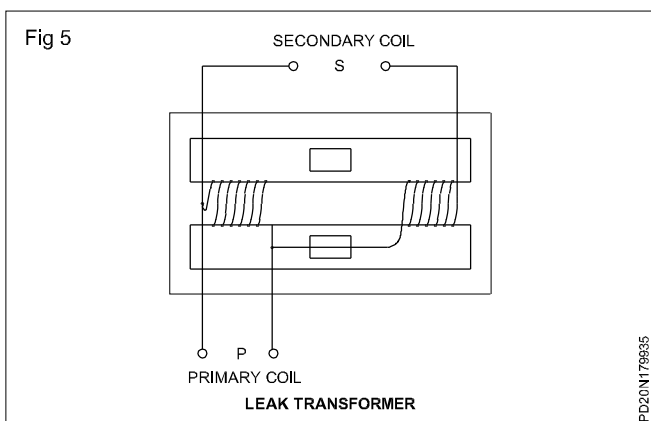 Fig 5
SECONDARY COIL
S
P
PRIMARY COIL
LEAK TRANSFORMER
PD20N179935